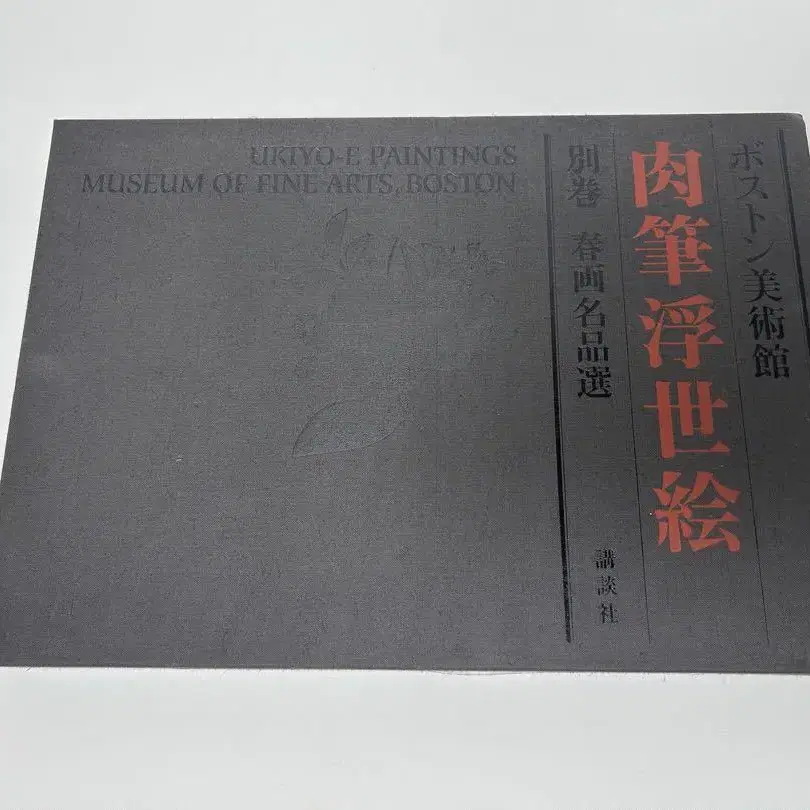 ボストン美術館
肉筆浮世絵
別巻 春画名品選
講談社
UKIYO-E PAINTINGS
MUSEUM OF FINE ARTS, BOSTON